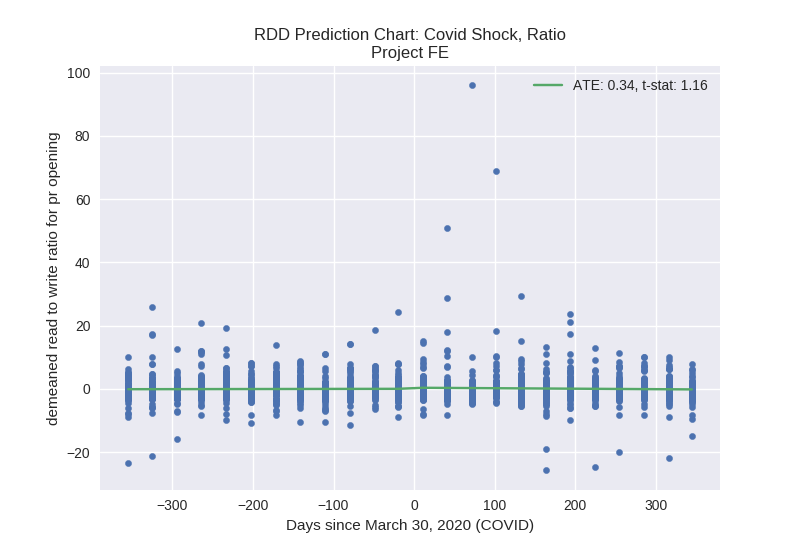 RDD Prediction Chart: Covid Shock, Ratio
Project FE
ATE: 0.34, t-stat: 1.16
demeaned read to write ratio for pr opening
100
80
60
40
20
0
−20
−300
−200
−100
0
100
200
300
Days since March 30, 2020 (COVID)